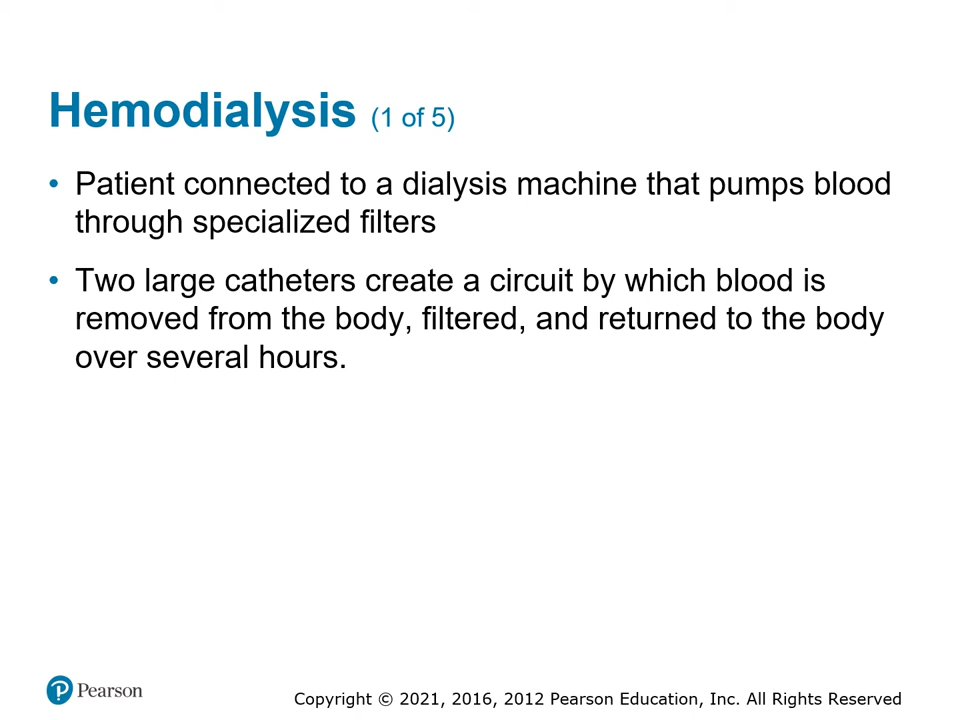 Hemodialysis (1 of 5)
• Patient connected to a dialysis machine that pumps blood
through specialized filters
• Two large catheters create a circuit by which blood is
removed from the body, filtered, and returned to the body
over several hours.
Pearson
Copyright © 2021, 2016, 2012 Pearson Education, Inc. All Rights Reserved